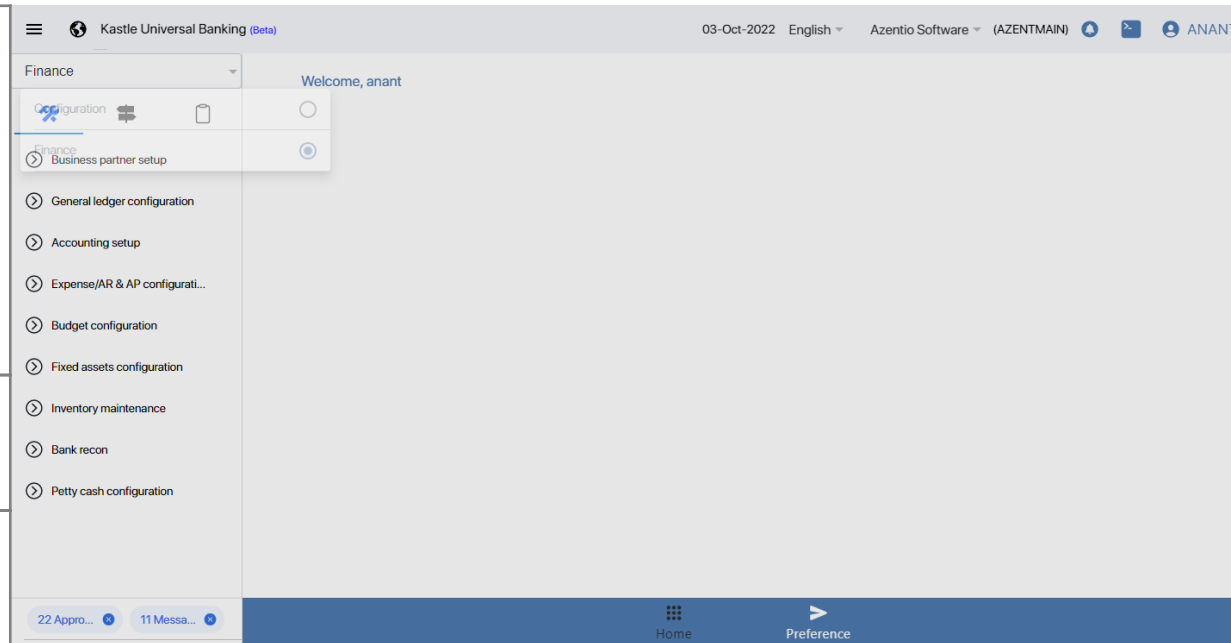 Kastle Universal Banking (Beta) 03-Oct-2022 English Azentio Software (AZENTMAIN) ANANT
Finance
Welcome, anant
Configuration
Finance
Business partner setup
General ledger configuration
Accounting setup
Expense/AR & AP configurati...
Budget configuration
Fixed assets configuration
Inventory maintenance
Bank recon
Petty cash configuration
22 Appro... 11 Messa...
Home Preference